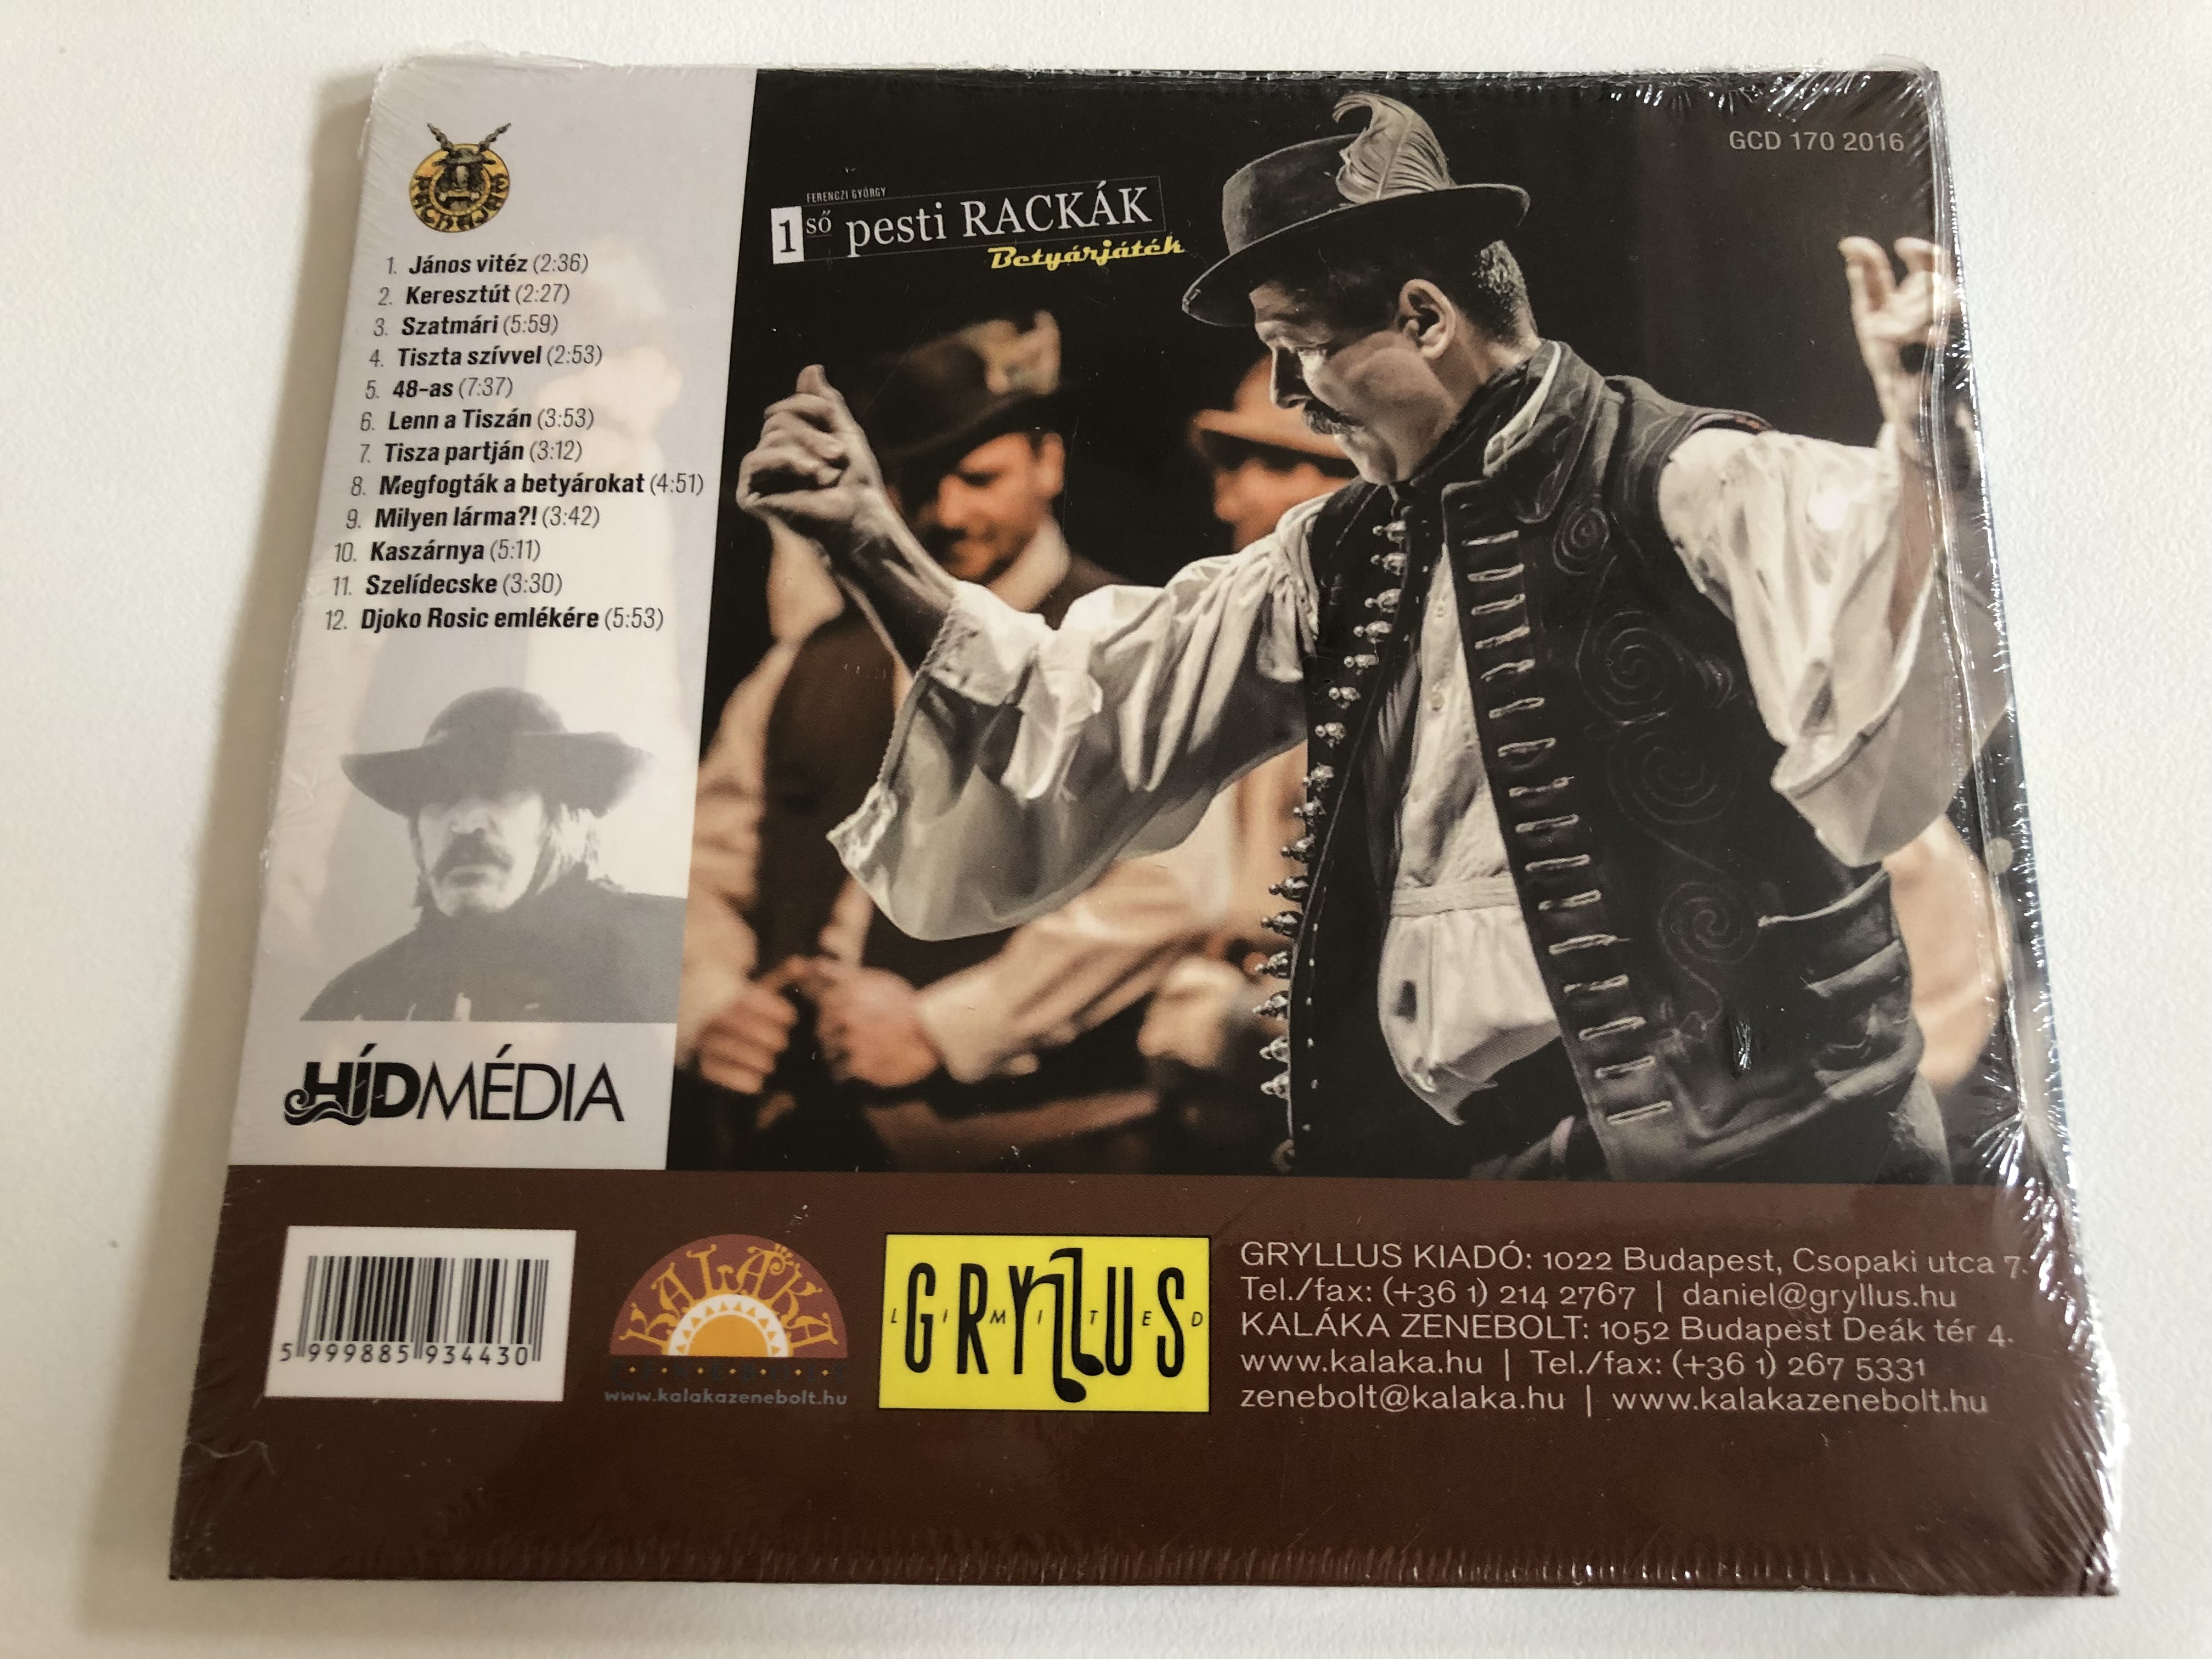 RACKAJAM
1. János vitéz (2:36)
2. Keresztút (2:27)
3. Szatmári (5:59)
4. Tiszta szívvel (2:53)
5. 48-as (7:37)
6. Lenn a Tiszán (3:53)
7. Tisza partján (3:12)
8. Megfogták a betyárokat (4:51)
9. Milyen lárma?! (3:42)
10. Kaszárnya (5:11)
11. Szelídecske (3:30)
12. Djoko Rosic emlékére (5:53)
HÍDMÉDIA
GCD 170 2016
FERENCZI GYÖRGY
1ső pesti RACKÁK
Betyárjáték
5 999885 934430
KALÁKA
ZENEBOLT
www.kalakazenebolt.hu
GRYLLUS
LIMITED
GRYLLUS KIADÓ: 1022 Budapest, Csopaki utca 7.
Tel./fax: (+36 1) 214 2767 | daniel@gryllus.hu
KALÁKA ZENEBOLT: 1052 Budapest Deák tér 4.
www.kalaka.hu | Tel./fax: (+36 1) 267 5331
zenebolt@kalaka.hu | www.kalakazenebolt.hu